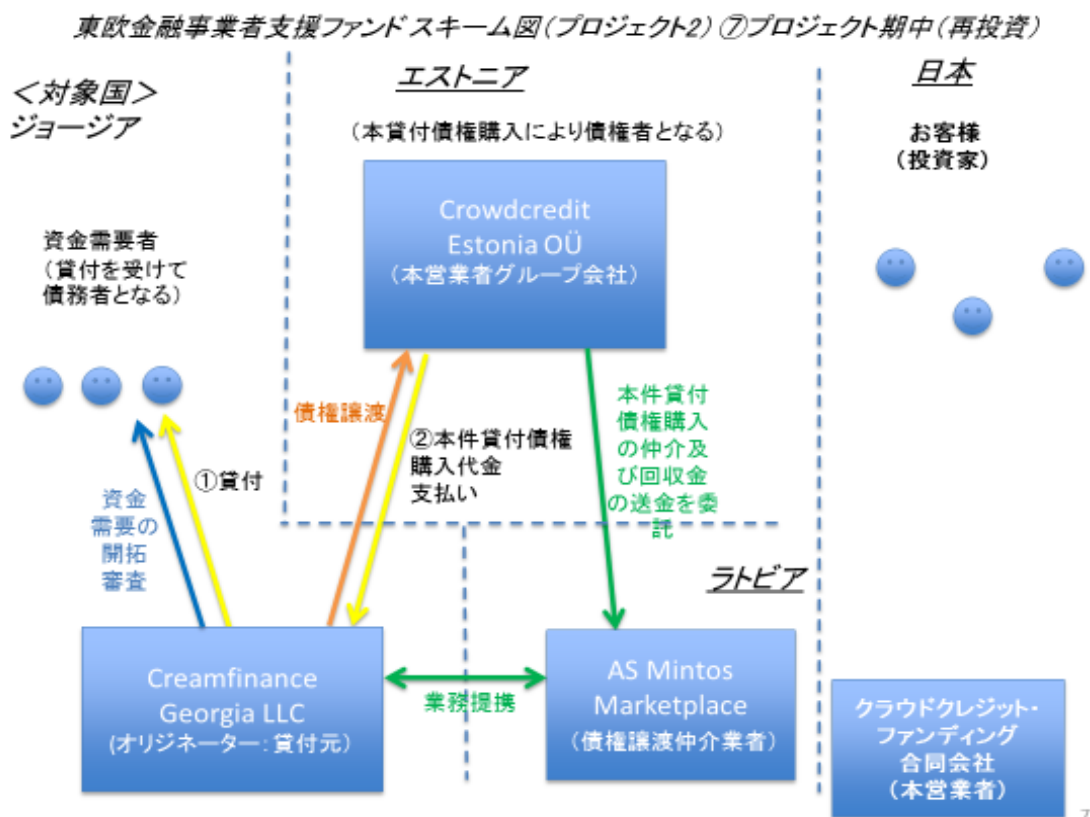 東欧金融事業者支援ファンドスキーム図(プロジェクト2) ⑦プロジェクト期中(再投資)
＜対象国＞
ジョージア
エストニア
日本
(本貸付債権購入により債権者となる)
お客様
(投資家)
Crowdcredit
Estonia OÜ
(本営業者グループ会社)
資金需要者
(貸付を受けて
債務者となる)
債権譲渡
②本件貸付債権
購入代金
支払い
本件貸付
債権購入
の仲介及
び回収金
の送金を委
託
①貸付
資金
需要の
開拓
審査
ラトビア
Creamfinance
Georgia LLC
(オリジネーター：貸付元)
業務提携
AS Mintos
Marketplace
(債権譲渡仲介業者)
クラウドクレジット・
ファンディング
合同会社
(本営業者)
7